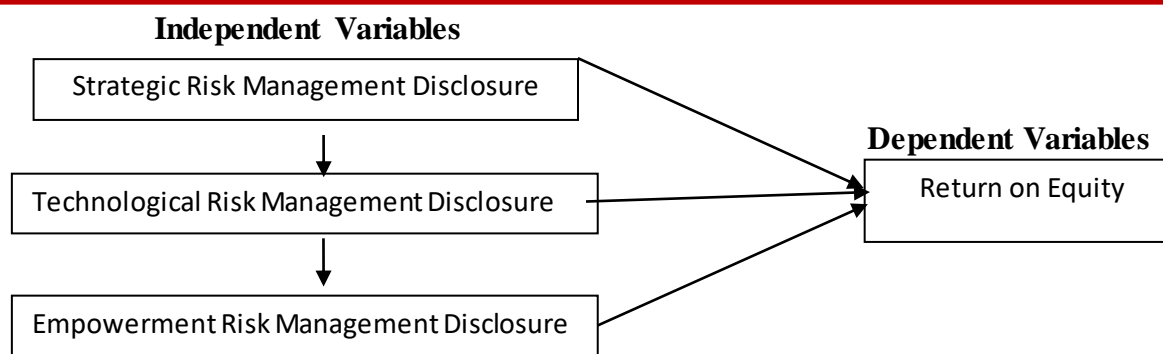 Independent Variables
Strategic Risk Management Disclosure
Dependent Variables
Return on Equity
Technological Risk Management Disclosure
Empowerment Risk Management Disclosure